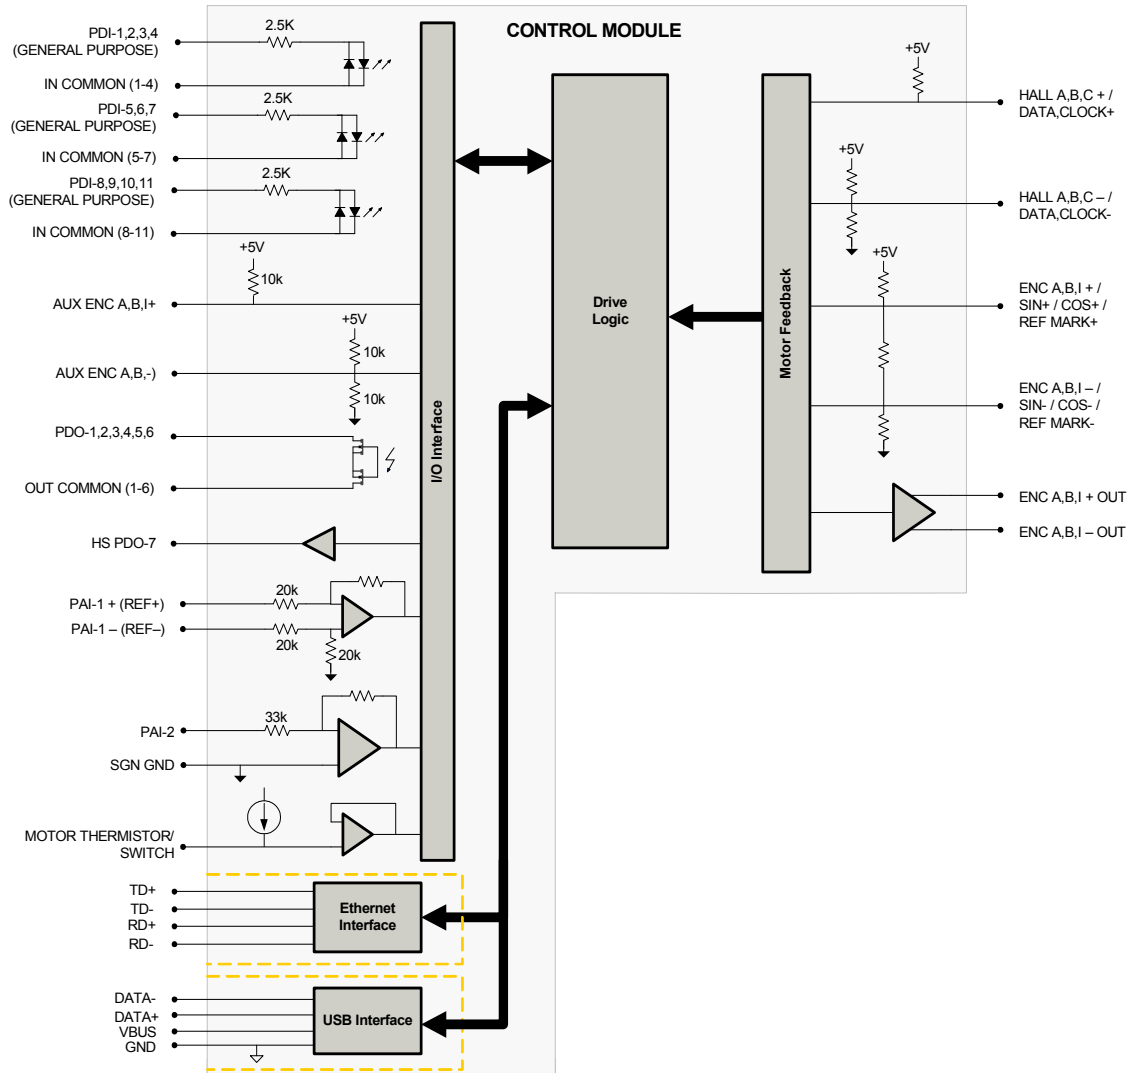 CONTROL MODULE
PDI-1,2,3,4
(GENERAL PURPOSE)
2.5K
IN COMMON (1-4)
PDI-5,6,7
(GENERAL PURPOSE)
2.5K
IN COMMON (5-7)
PDI-8,9,10,11
(GENERAL PURPOSE)
2.5K
IN COMMON (8-11)
+5V
10k
AUX ENC A,B,I+
+5V
10k
AUX ENC A,B,-)
10k
PDO-1,2,3,4,5,6
OUT COMMON (1-6)
HS PDO-7
PAI-1 + (REF+)
20k
PAI-1 – (REF–)
20k
20k
PAI-2
33k
SGN GND
MOTOR THERMISTOR/
SWITCH
I/O Interface
Drive
Logic
Motor Feedback
+5V
HALL A,B,C + /
DATA,CLOCK+
+5V
HALL A,B,C – /
DATA,CLOCK-
+5V
ENC A,B,I + /
SIN+ / COS+ /
REF MARK+
ENC A,B,I – /
SIN- / COS- /
REF MARK-
ENC A,B,I + OUT
ENC A,B,I – OUT
TD+
TD-
RD+
RD-
Ethernet
Interface
DATA-
DATA+
VBUS
GND
USB Interface